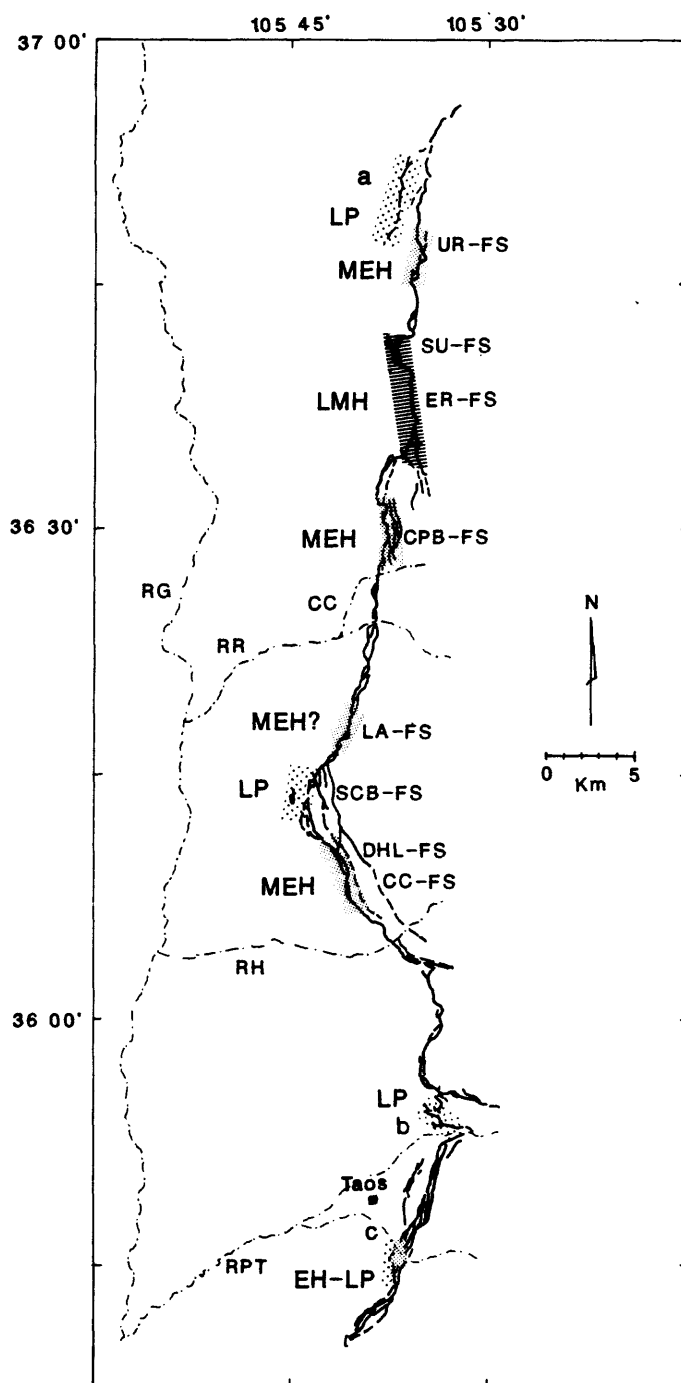 105 45' 105 30'
37 00'
a
LP
UR-FS
MEH
SU-FS
LMH ER-FS
36 30'
MEH CPB-FS
RG
CC
N
RR
MEH? LA-FS
0 5
Km
LP SCB-FS
DHL-FS
MEH CC-FS
RH
36 00'
LP
b
Taos
c
RPT
EH-LP